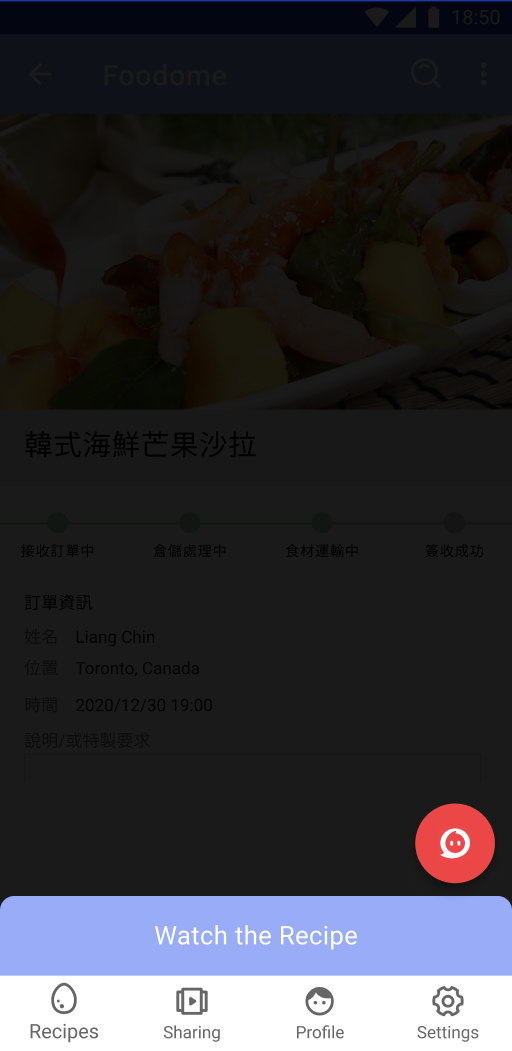 18:50
Foodome
韓式海鮮芒果沙拉
接收訂單中 倉儲處理中 食材運輸中 簽收成功
訂單資訊
姓名 Liang Chin
位置 Toronto, Canada
時間 2020/12/30 19:00
說明/或特製要求
Watch the Recipe
Recipes Sharing Profile Settings